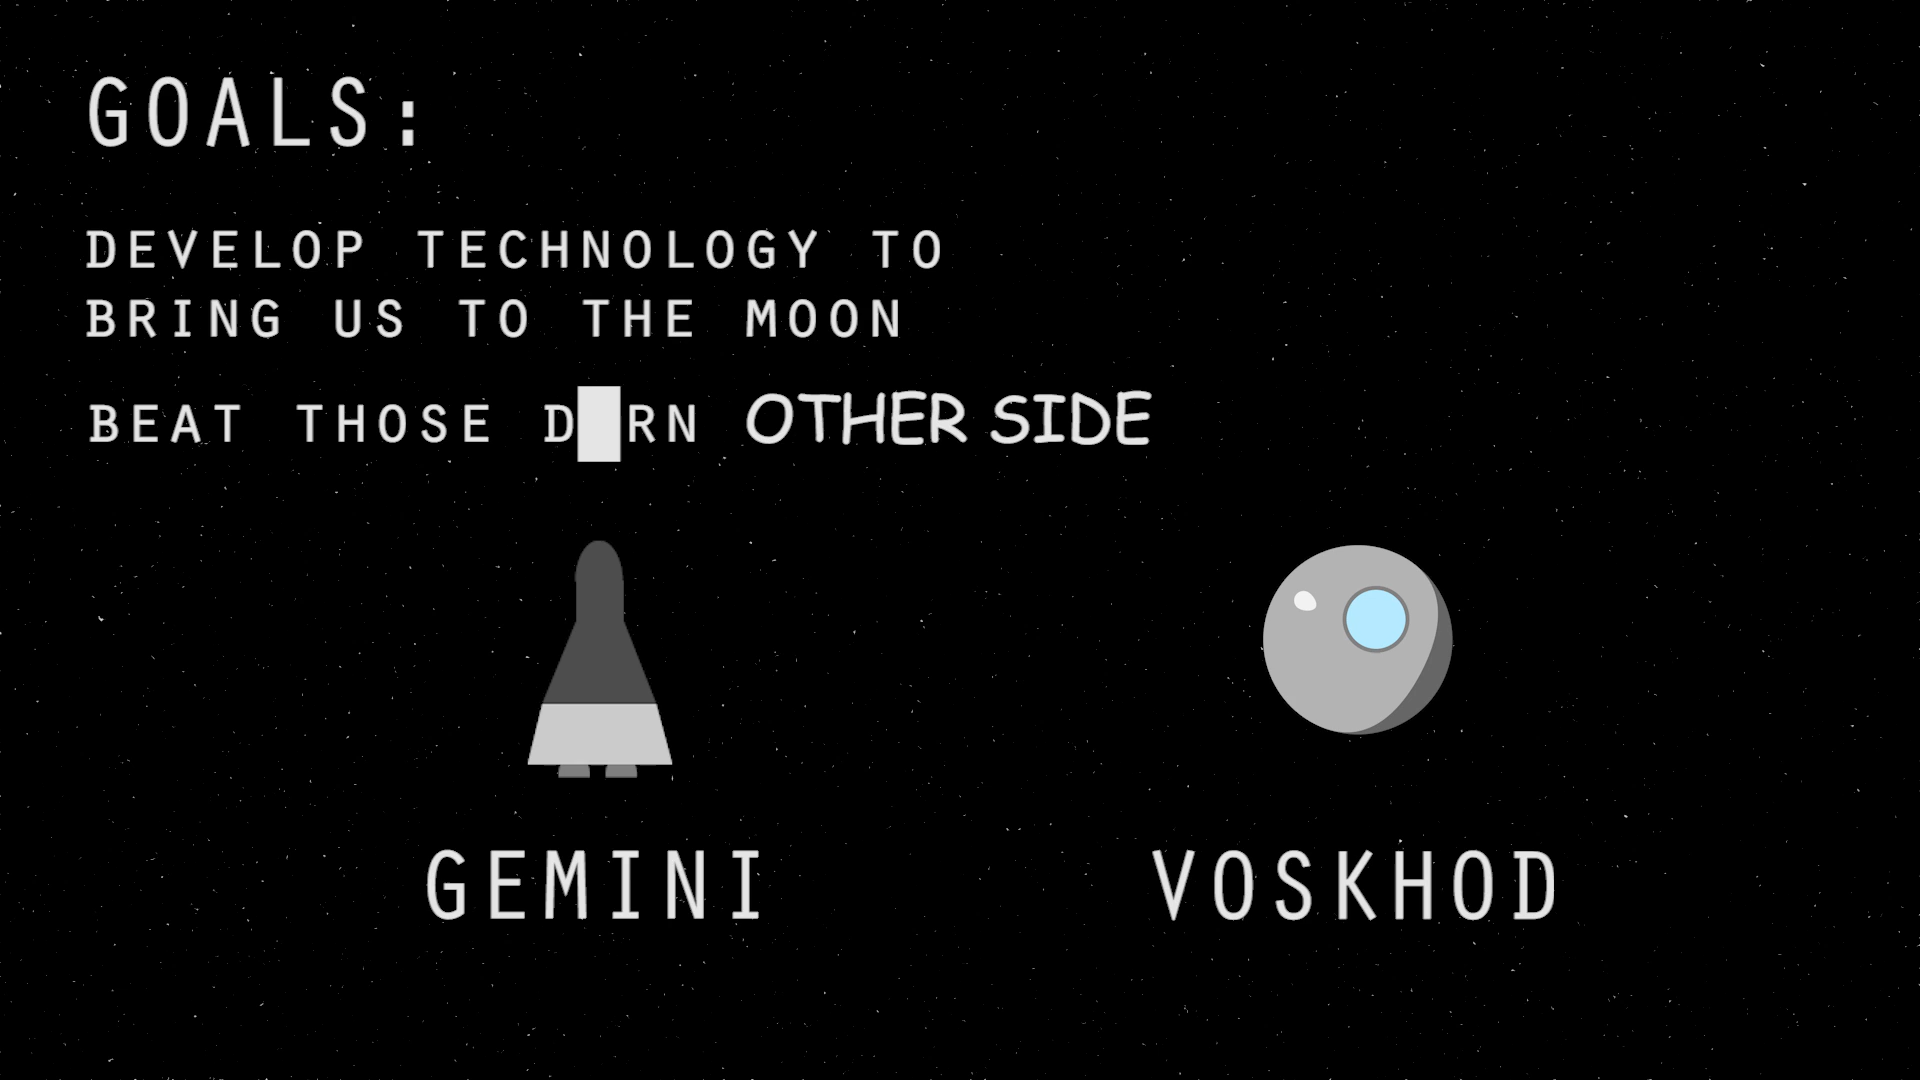 GOALS:
DEVELOP TECHNOLOGY TO
BRING US TO THE MOON
BEAT THOSE D█RN OTHER SIDE
GEMINI
VOSKHOD